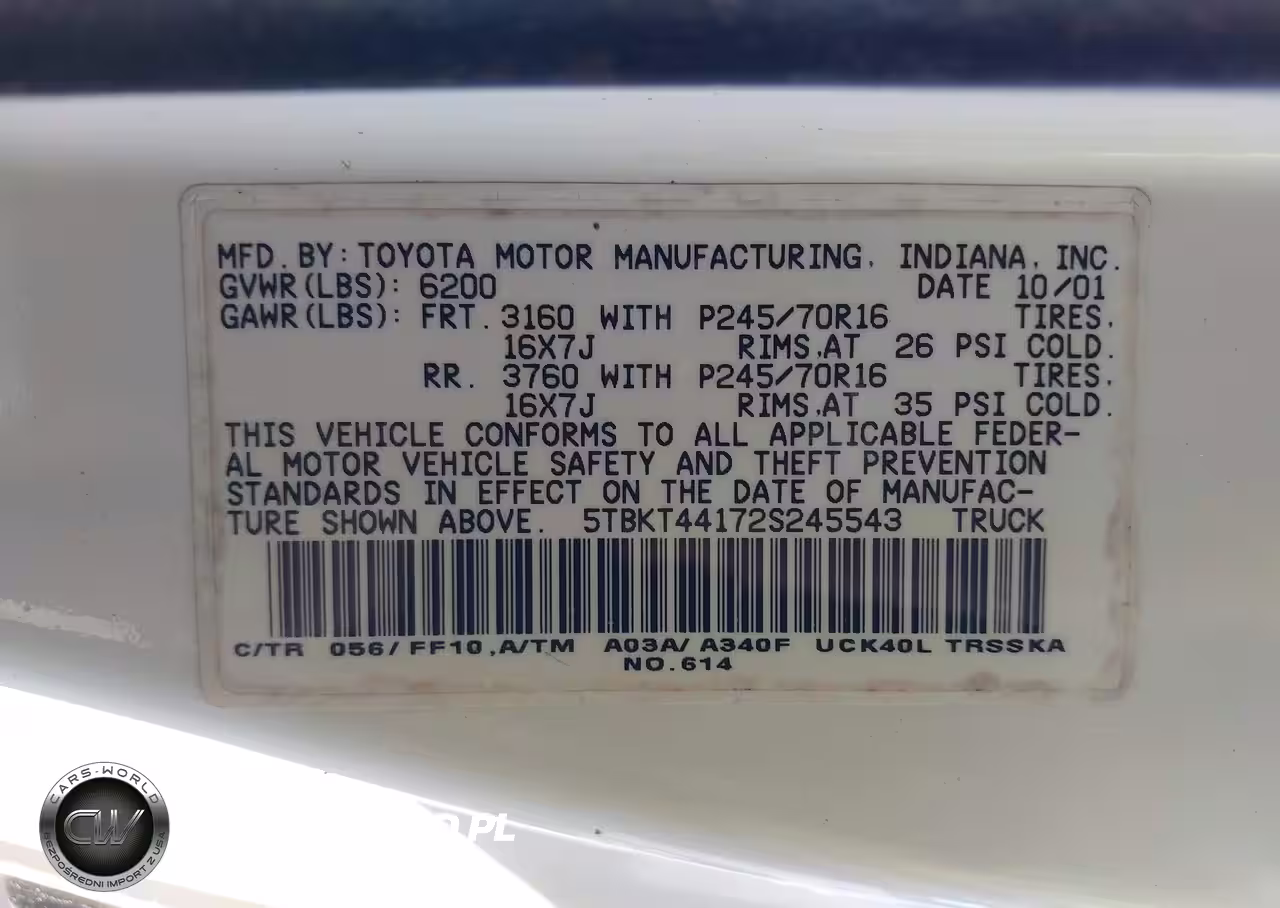 MFD. BY: TOYOTA MOTOR MANUFACTURING, INDIANA, INC.
GVWR(LBS): 6200 DATE 10/01
GAWR(LBS): FRT. 3160 WITH P245/70R16 TIRES,
16X7J RIMS,AT 26 PSI COLD.
RR. 3760 WITH P245/70R16 TIRES,
16X7J RIMS,AT 35 PSI COLD.
THIS VEHICLE CONFORMS TO ALL APPLICABLE FEDER-
AL MOTOR VEHICLE SAFETY AND THEFT PREVENTION
STANDARDS IN EFFECT ON THE DATE OF MANUFAC-
TURE SHOWN ABOVE. 5TBKT44172S245543 TRUCK
C/TR 056/FF10,A/TM A03A/A340F UCK40L TRSSKA
NO.614
CARS-WORLD
CW
BEZPOŚREDNI IMPORT Z USA
.PL